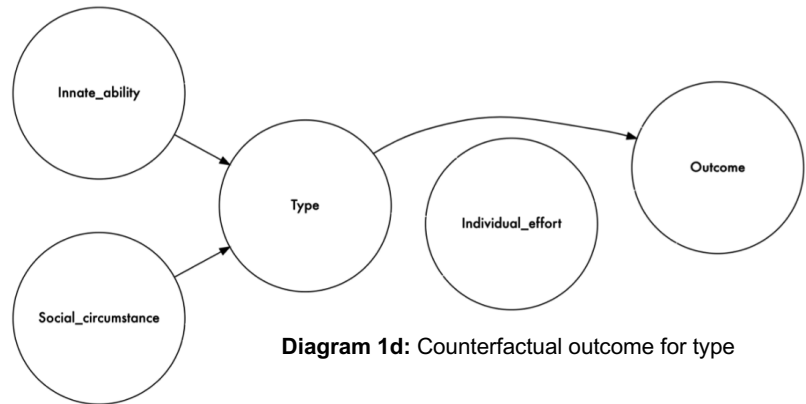 Innate_ability
Type
Outcome
Individual_effort
Social_circumstance
Diagram 1d: Counterfactual outcome for type